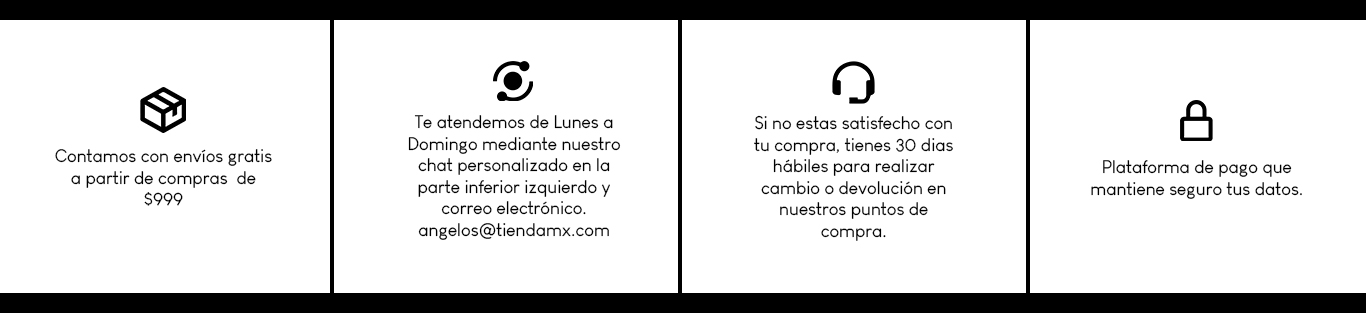 Contamos con envíos gratis
a partir de compras  de
$999
Te atendemos de Lunes a
Domingo mediante nuestro
chat personalizado en la
parte inferior izquierdo y
correo electrónico.
angelos@tiendamx.com
Si no estas satisfecho con
tu compra, tienes 30 dias
hábiles para realizar
cambio o devolución en
nuestros puntos de
compra.
Plataforma de pago que
mantiene seguro tus datos.